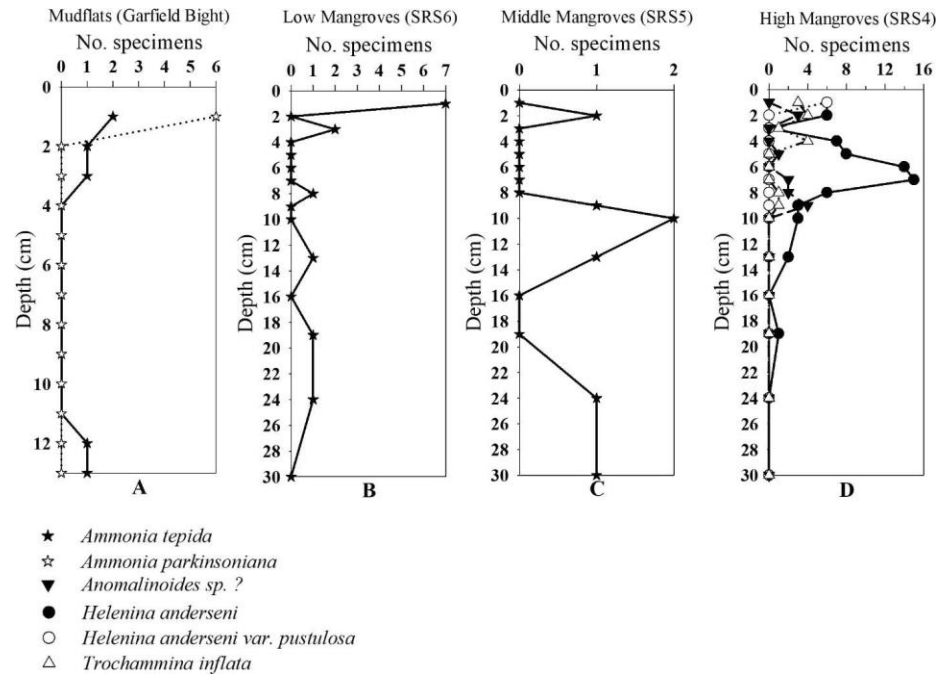 Mudflats (Garfield Bight)
No. specimens
0 1 2 3 4 5 6
0
2
4
6
8
10
12
Depth (cm)
A
Low Mangroves (SRS6)
No. specimens
0 1 2 3 4 5 6 7
0
2
4
6
8
10
12
14
16
18
20
22
24
26
28
30
Depth (cm)
B
Middle Mangroves (SRS5)
No. specimens
0 1 2
0
2
4
6
8
10
12
14
16
18
20
22
24
26
28
30
Depth (cm)
C
High Mangroves (SRS4)
No. specimens
0 4 8 12 16
0
2
4
6
8
10
12
14
16
18
20
22
24
26
28
30
Depth (cm)
D
Ammonia tepida
Ammonia parkinsoniana
Anomalinoides sp. ?
Helenina anderseni
Helenina anderseni var. pustulosa
Trochammina inflata